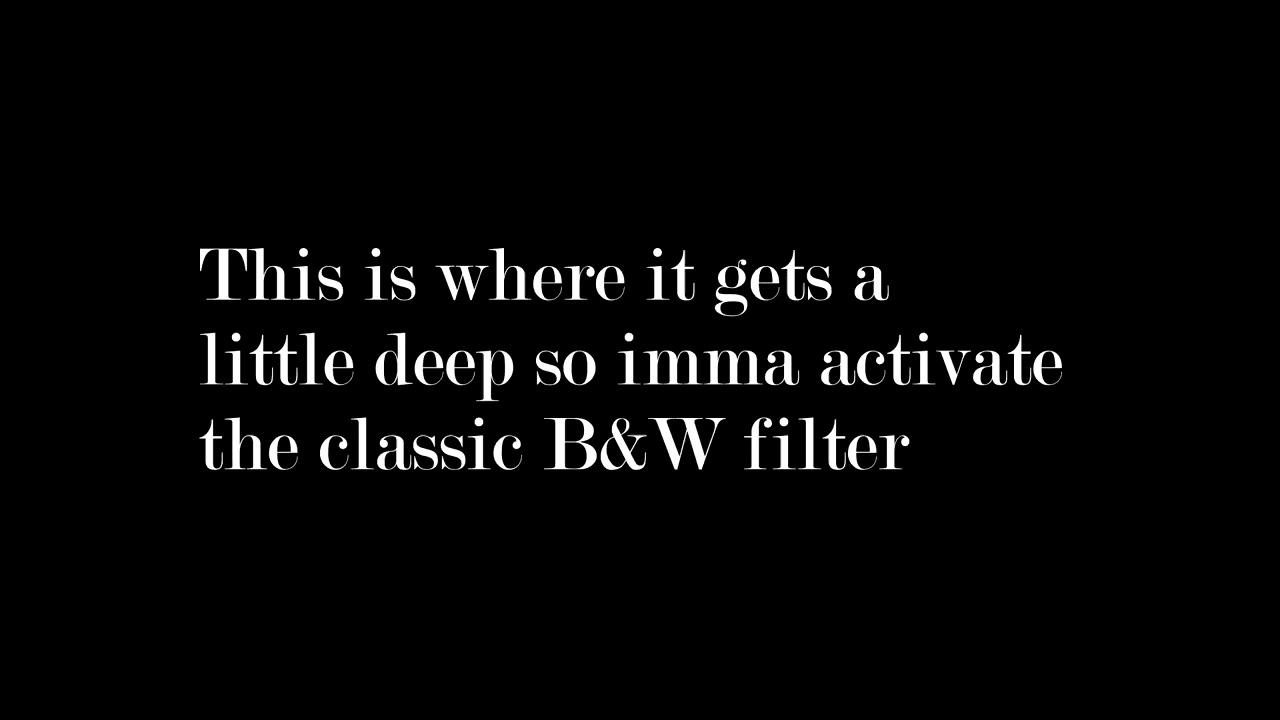 This is where it gets a
little deep so imma activate
the classic B&W filter